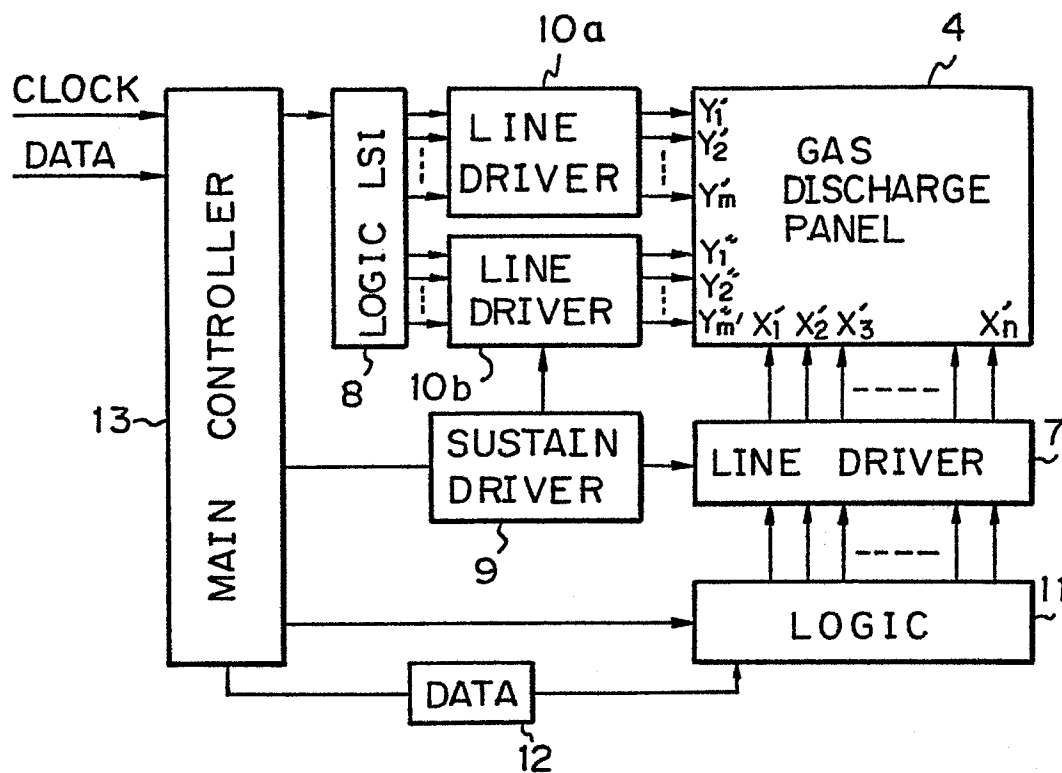 10a
4
CLOCK
DATA
MAIN CONTROLLER
LOGIC LSI
LINE
DRIVER
Y1'
Y2'
Ym'
GAS
DISCHARGE
PANEL
LINE
DRIVER
Y1"
Y2"
Ym'"
X1' X2' X3' Xn'
8
10b
13
SUSTAIN
DRIVER
9
LINE DRIVER
7
LOGIC
11
DATA
12